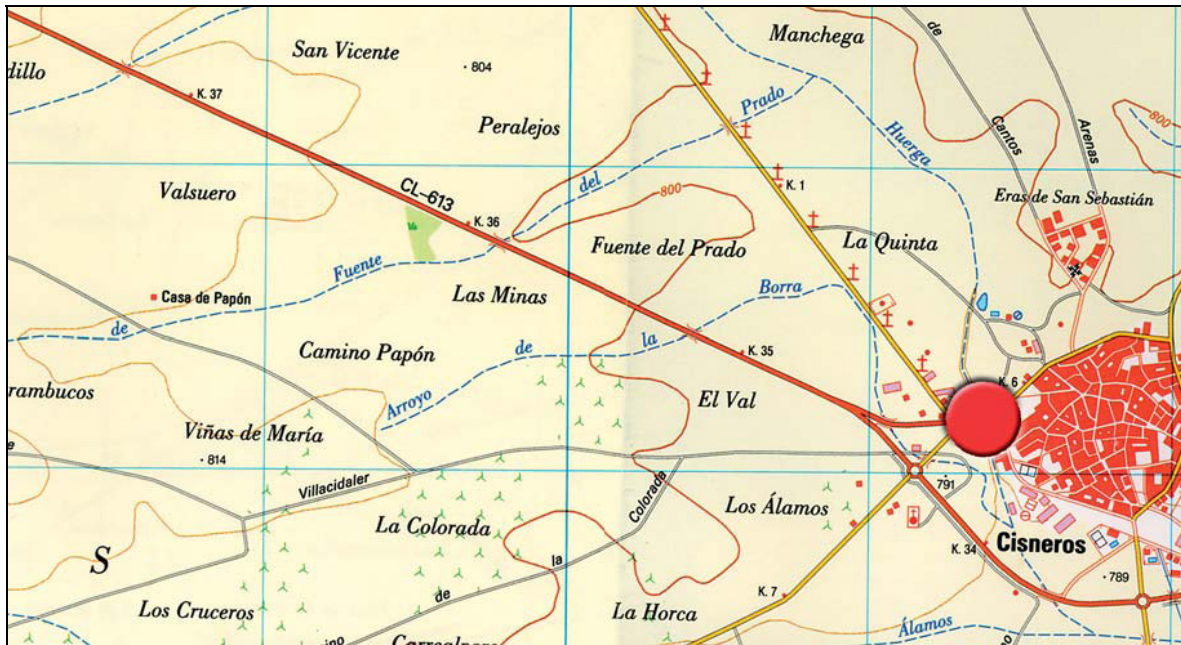 San Vicente
804
Manchega
de
dillo
K. 37
Prado
800
Peralejos
Huerga
Cantos
Arenas
del
K. 1
Valsuero
CL-613
800
Eras de San Sebastián
K. 36
Fuente del Prado
La Quinta
Fuente
Casa de Papón
Las Minas
Borra
de
de
la
K. 35
Camino Papón
K. 6
rambucos
Arroyo
El Val
Viñas de María
814
Villacidaler
Colorada
791
Los Álamos
La Colorada
Cisneros
K. 34
S
la
789
de
K. 7
Los Cruceros
La Horca
Álamos